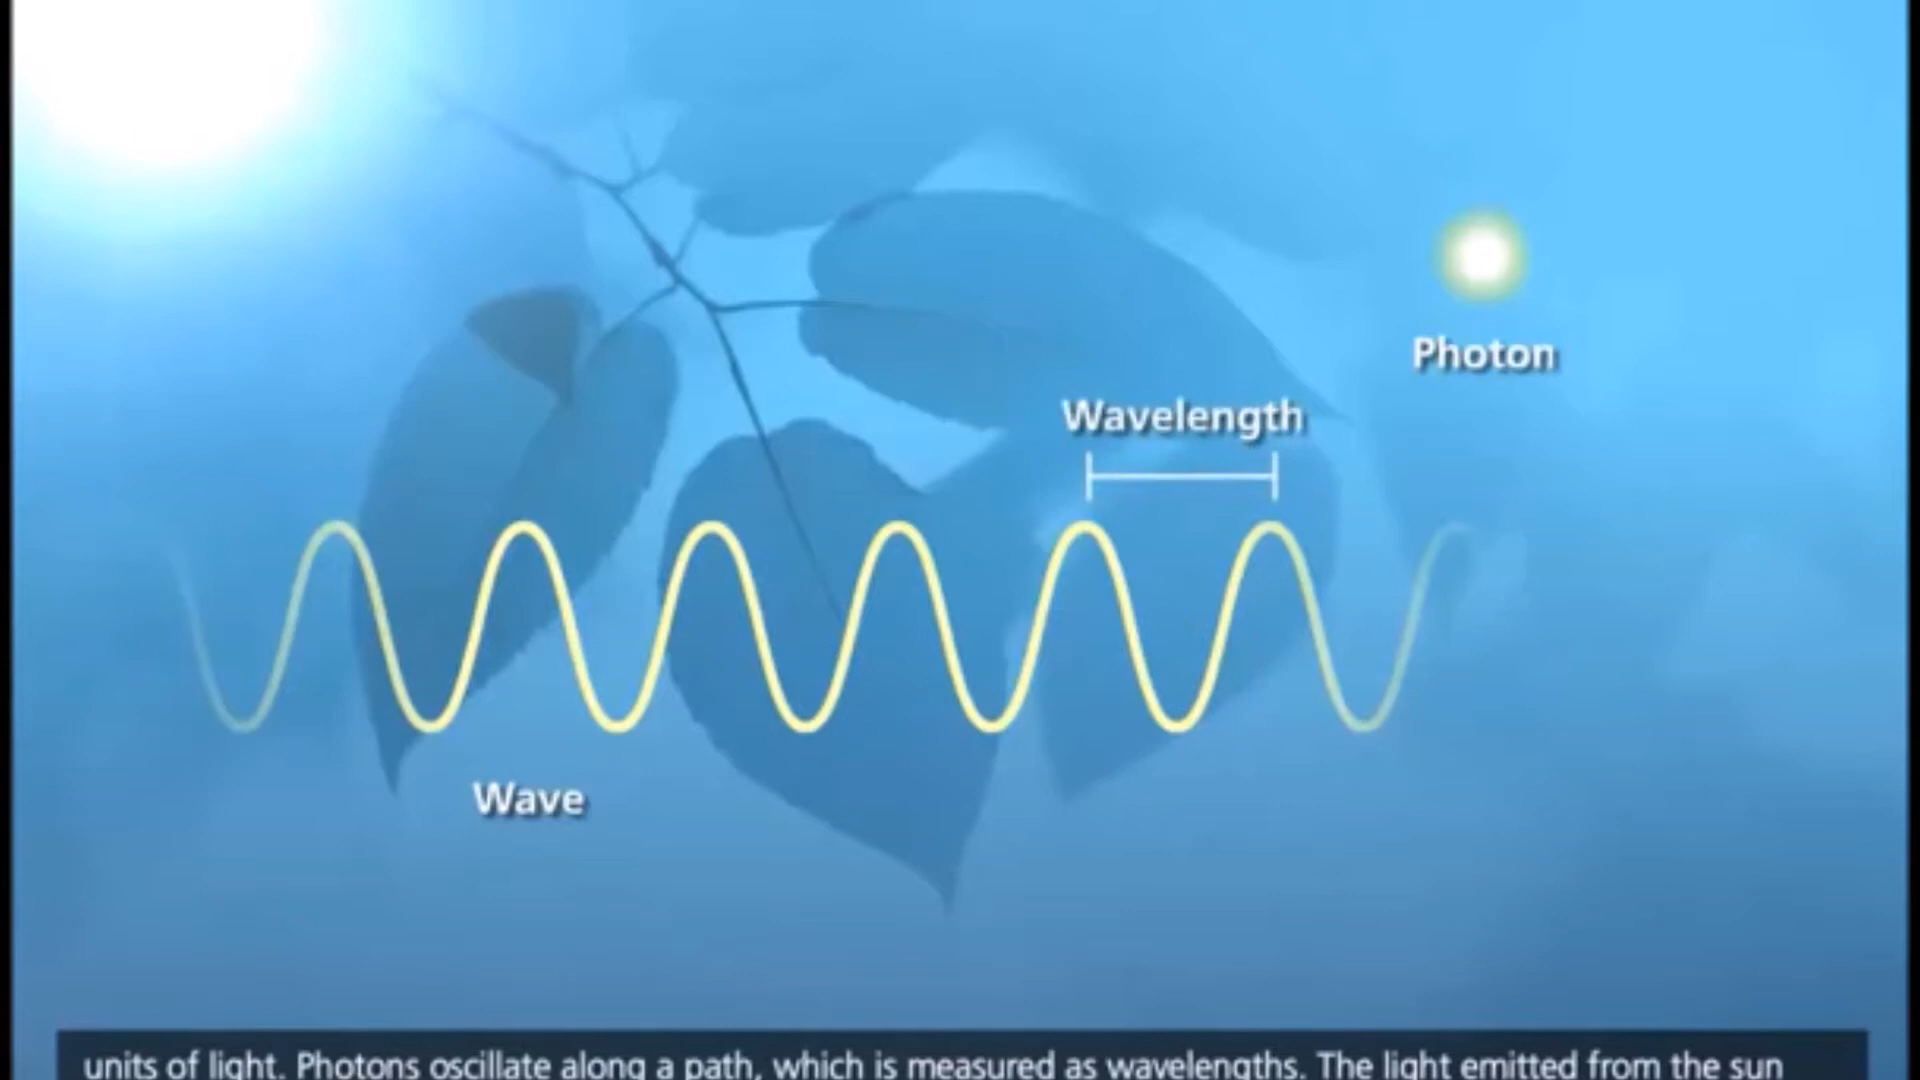 Photon
Wavelength
Wave
units of light. Photons oscillate along a path, which is measured as wavelengths. The light emitted from the sun